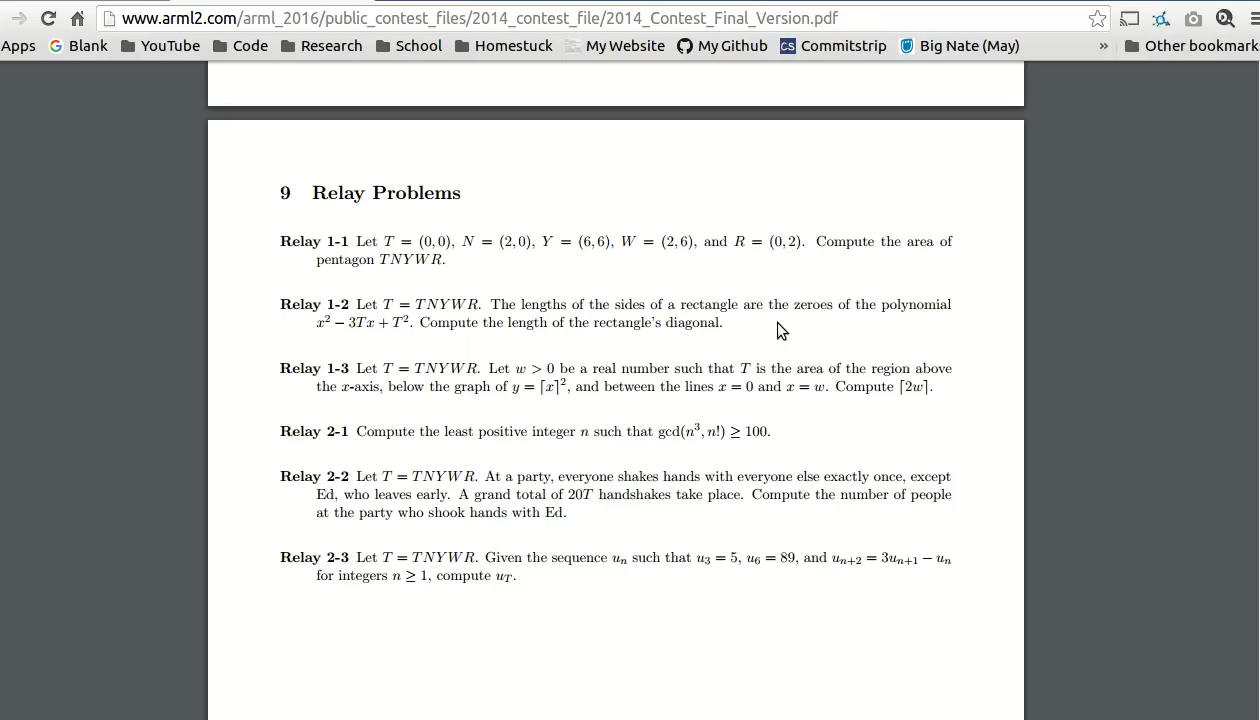 www.arml2.com/arml_2016/public_contest_files/2014_contest_file/2014_Contest_Final_Version.pdf
Apps Blank YouTube Code Research School Homestuck My Website My Github CS Commitstrip Big Nate (May) » Other bookmark
9 Relay Problems
Relay 1-1 Let T = (0, 0), N = (2, 0), Y = (6, 6), W = (2, 6), and R = (0, 2). Compute the area of
pentagon TNYWR.
Relay 1-2 Let T = TNYWR. The lengths of the sides of a rectangle are the zeroes of the polynomial
x² − 3Tx + T². Compute the length of the rectangle's diagonal.
Relay 1-3 Let T = TNYWR. Let w > 0 be a real number such that T is the area of the region above
the x-axis, below the graph of y = ⌈x⌉², and between the lines x = 0 and x = w. Compute ⌈2w⌉.
Relay 2-1 Compute the least positive integer n such that gcd(n³, n!) ≥ 100.
Relay 2-2 Let T = TNYWR. At a party, everyone shakes hands with everyone else exactly once, except
Ed, who leaves early. A grand total of 20T handshakes take place. Compute the number of people
at the party who shook hands with Ed.
Relay 2-3 Let T = TNYWR. Given the sequence uₙ such that u₃ = 5, u₆ = 89, and uₙ₊₂ = 3uₙ₊₁ − uₙ
for integers n ≥ 1, compute u_T.